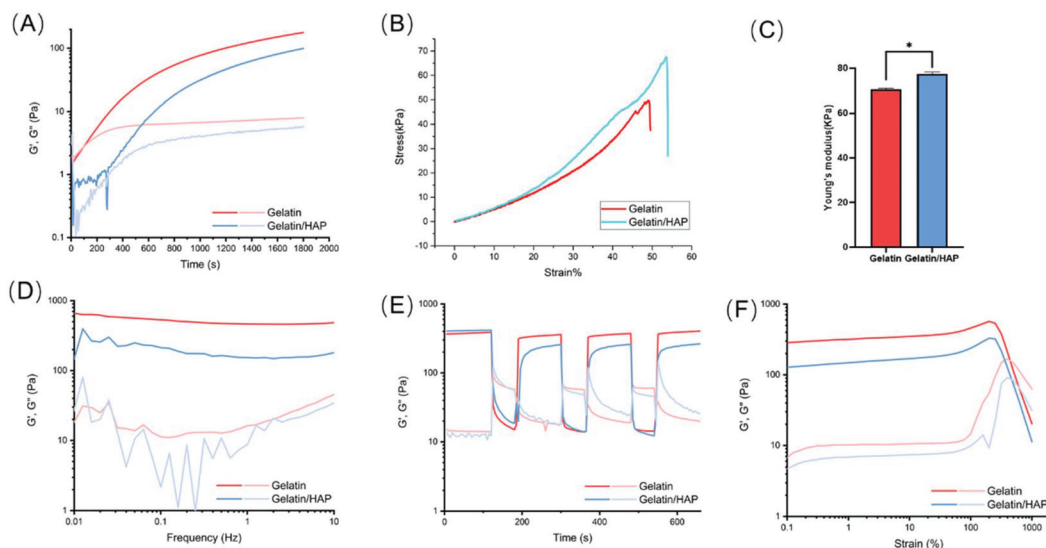 (A)
G', G" (Pa)
100
10
1
0.1
0 200 400 600 800 1000 1200 1400 1600 1800 2000
Time (s)
Gelatin
Gelatin/HAP
(B)
Stress(kPa)
70
60
50
40
30
20
10
0
-10
0 10 20 30 40 50 60
Strain%
Gelatin
Gelatin/HAP
(C)
*
Young's modulius(KPa)
80
60
40
20
0
Gelatin Gelatin/HAP
(D)
G', G" (Pa)
1000
100
10
1
0.01 0.1 1 10
Frequency (Hz)
Gelatin
Gelatin/HAP
(E)
G', G" (Pa)
1000
100
10
1
0 200 400 600
Time (s)
Gelatin
Gelatin/HAP
(F)
G', G" (Pa)
1000
100
10
1
0.1 1 10 100 1000
Strain (%)
Gelatin
Gelatin/HAP